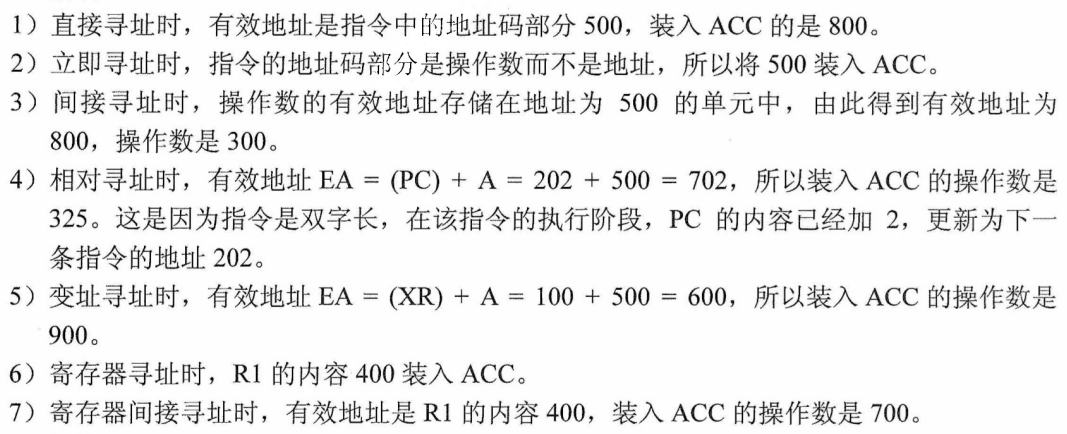 1）直接寻址时，有效地址是指令中的地址码部分 500，装入 ACC 的是 800。
2）立即寻址时，指令的地址码部分是操作数而不是地址，所以将 500 装入 ACC。
3）间接寻址时，操作数的有效地址存储在地址为 500 的单元中，由此得到有效地址为
800，操作数是 300。
4）相对寻址时，有效地址 EA = (PC) + A = 202 + 500 = 702，所以装入 ACC 的操作数是
325。这是因为指令是双字长，在该指令的执行阶段，PC 的内容已经加 2，更新为下一
条指令的地址 202。
5）变址寻址时，有效地址 EA = (XR) + A = 100 + 500 = 600，所以装入 ACC 的操作数是
900。
6）寄存器寻址时，R1 的内容 400 装入 ACC。
7）寄存器间接寻址时，有效地址是 R1 的内容 400，装入 ACC 的操作数是 700。